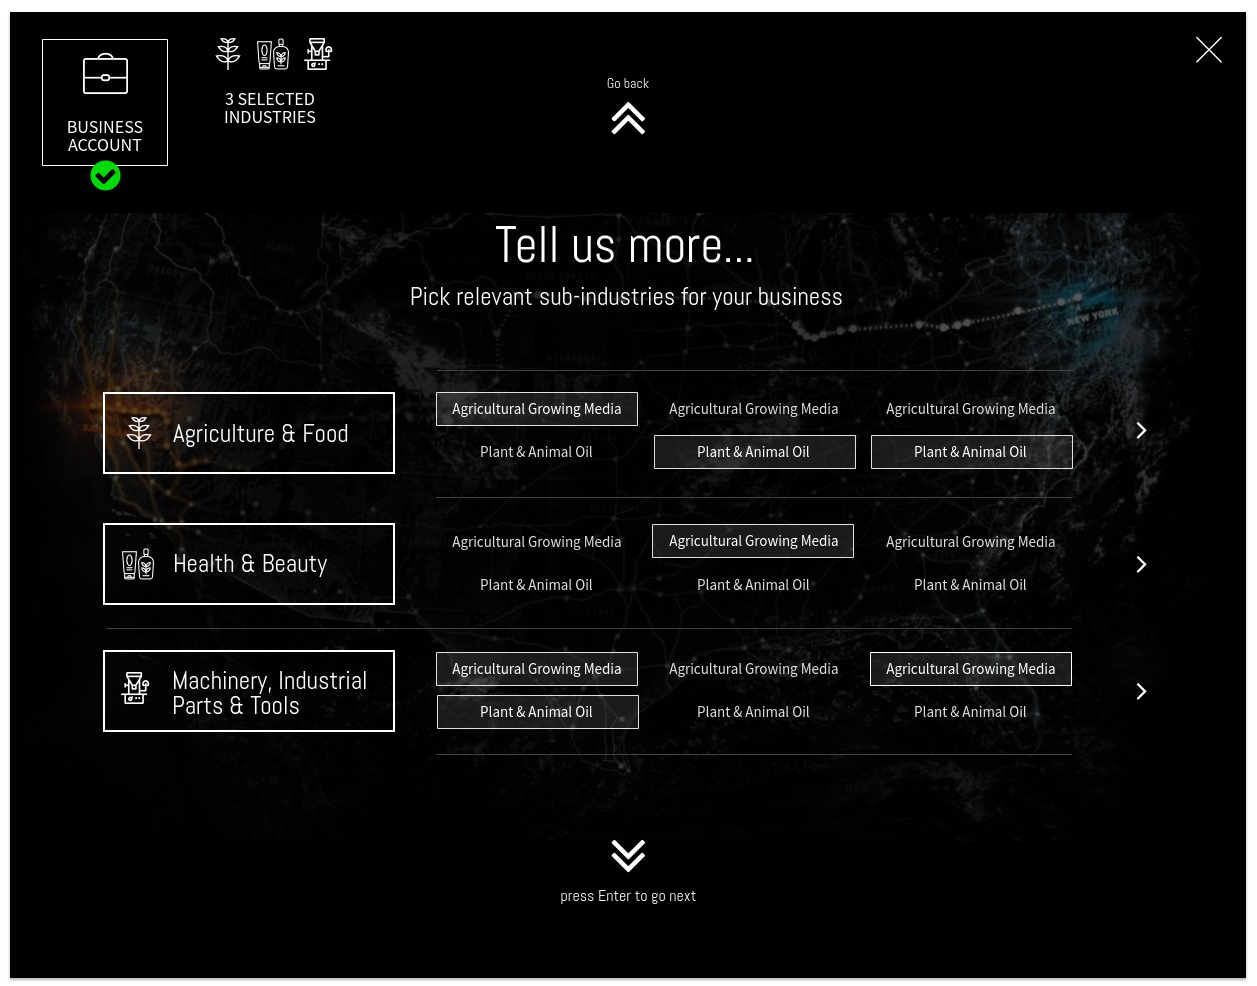 BUSINESS
ACCOUNT
3 SELECTED
INDUSTRIES
Go back
Tell us more...
Pick relevant sub-industries for your business
NEW YORK
Agriculture & Food
Agricultural Growing Media
Agricultural Growing Media
Agricultural Growing Media
Plant & Animal Oil
Plant & Animal Oil
Plant & Animal Oil
Health & Beauty
Agricultural Growing Media
Agricultural Growing Media
Agricultural Growing Media
Plant & Animal Oil
Plant & Animal Oil
Plant & Animal Oil
Machinery, Industrial
Parts & Tools
Agricultural Growing Media
Agricultural Growing Media
Agricultural Growing Media
Plant & Animal Oil
Plant & Animal Oil
Plant & Animal Oil
press Enter to go next